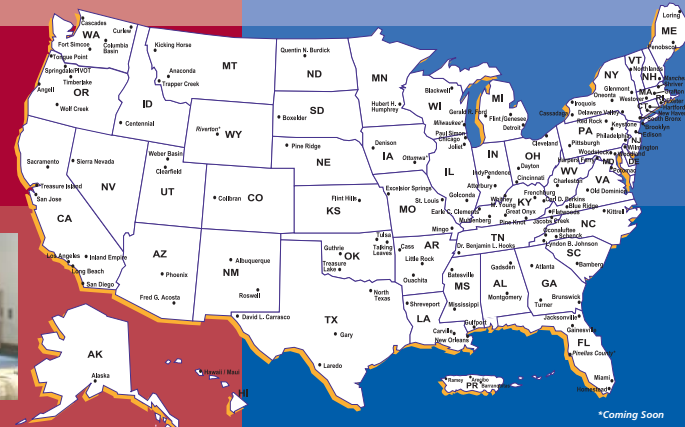 Cascades
Curlew
WA
Fort Simcoe
Columbia
Basin
Tongue Point
Springdale/PIVOT
Timberlake
OR
Angell
Wolf Creek
Kicking Horse
MT
Anaconda
Trapper Creek
ID
Centennial
Quentin N. Burdick
ND
SD
Boxelder
Riverton*
WY
Pine Ridge
NE
MN
Hubert H.
Humphrey
Blackwell
WI
Milwaukee*
MI
Gerald N. Ford
Flint/Genesee
Detroit
Paul Simon
Chicago
Joliet
Denison
IA
Ottumwa*
Sacramento
Sierra Nevada
NV
Treasure Island
San Jose
CA
Los Angeles
Inland Empire
Long Beach
San Diego
Weber Basin
Clearfield
UT
Collbran
CO
Flint Hills
KS
Excelsior Springs
St. Louis
MO
Mingo
IL
Golconda
IN
IndyPendence
Atterbury
Earle C. Clements
Muhlenberg
Whitney
M. Young
Great Onyx
KY
Frenchburg
Carl D. Perkins
Pine Knot
OH
Cleveland
Dayton
Cincinnati
WV
Charleston
Harpers Ferry
PA
Pittsburgh
Red Rock
Keystone
Philadelphia
Woodstock
Woodland
MD
Potomac
DE
Wilmington
NJ
Edison
Brooklyn
South Bronx
NY
Cassadaga
Iroquois
Oneonta
Glenmont
Delaware Valley
VT
Northlands
NH
MA
Westover
CT
RI
Shriver
Hartford
New Haven
ME
Loring
Penobscot
VA
Old Dominion
Blue Ridge
Flatwoods
Jacobs Creek
NC
Kittrell
Oconaluftee
Schenck
Lyndon B. Johnson
SC
Bamberg
TN
Dr. Benjamin L. Hooks
AZ
Phoenix
Fred G. Acosta
NM
Albuquerque
Roswell
OK
Guthrie
Treasure
Lake
Tulsa
Talking
Leaves
AR
Cass
Little Rock
Ouachita
TX
North
Texas
David L. Carrasco
Gary
Laredo
LA
Shreveport
Carville
New Orleans
MS
Batesville
Mississippi
Gulfport
AL
Gadsden
Montgomery
GA
Atlanta
Turner
Brunswick
FL
Jacksonville
Gainesville
Pinellas County*
Miami
Homestead
AK
Alaska
Hawaii / Maui
HI
PR
Ramey
Arecibo
*Coming Soon